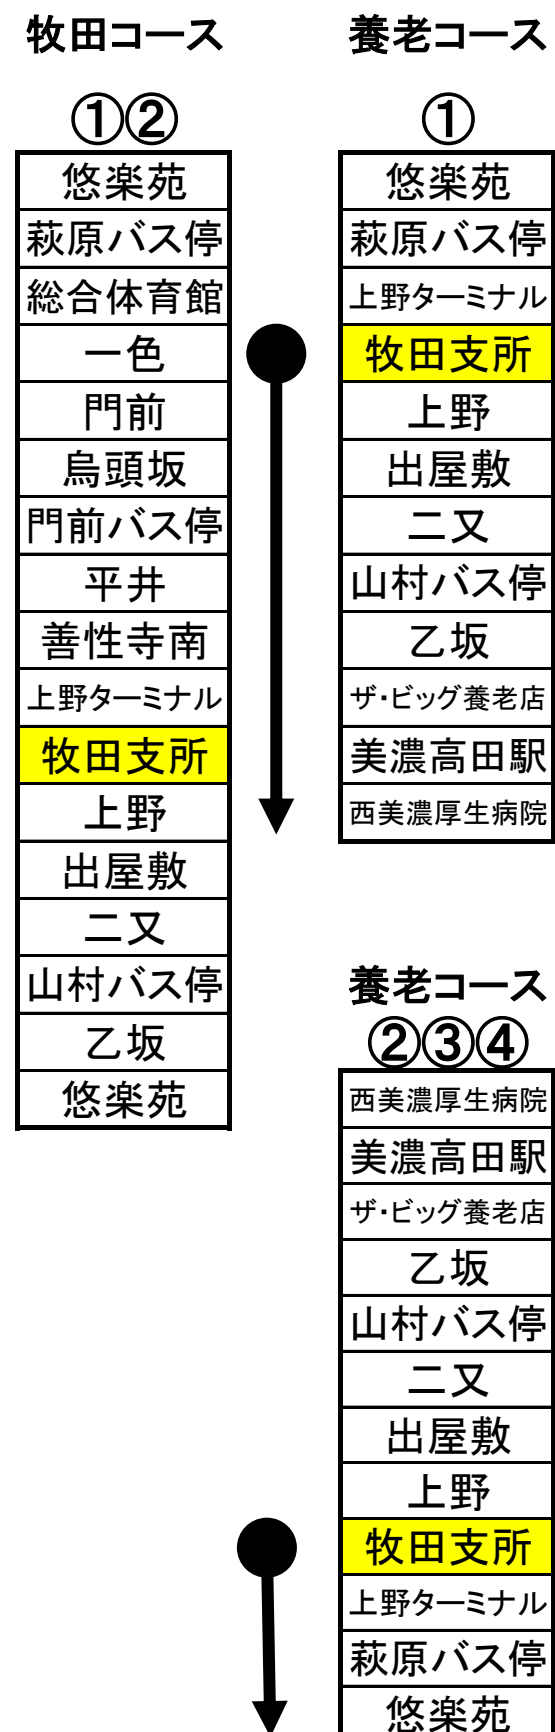 牧田コース
①②
悠楽苑
萩原バス停
総合体育館
一色
門前
烏頭坂
門前バス停
平井
善性寺南
上野ターミナル
牧田支所
上野
出屋敷
二又
山村バス停
乙坂
悠楽苑
養老コース
①
悠楽苑
萩原バス停
上野ターミナル
牧田支所
上野
出屋敷
二又
山村バス停
乙坂
ザ・ビッグ養老店
美濃高田駅
西美濃厚生病院
養老コース
②③④
西美濃厚生病院
美濃高田駅
ザ・ビッグ養老店
乙坂
山村バス停
二又
出屋敷
上野
牧田支所
上野ターミナル
萩原バス停
悠楽苑